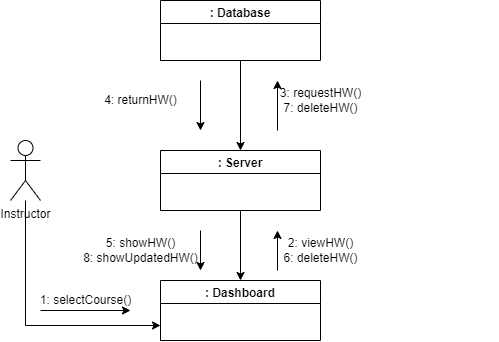 : Database
4: returnHW()
3: requestHW()
7: deleteHW()
: Server
Instructor
5: showHW()
8: showUpdatedHW()
2: viewHW()
6: deleteHW()
: Dashboard
1: selectCourse()